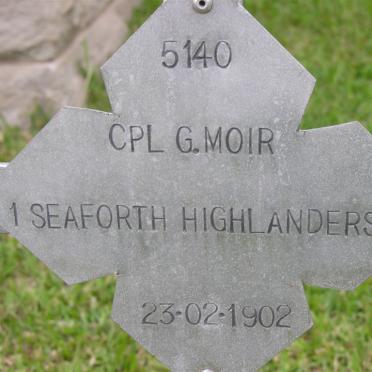 5140
CPL G. MOIR
1 SEAFORTH HIGHLANDERS
23-02-1902